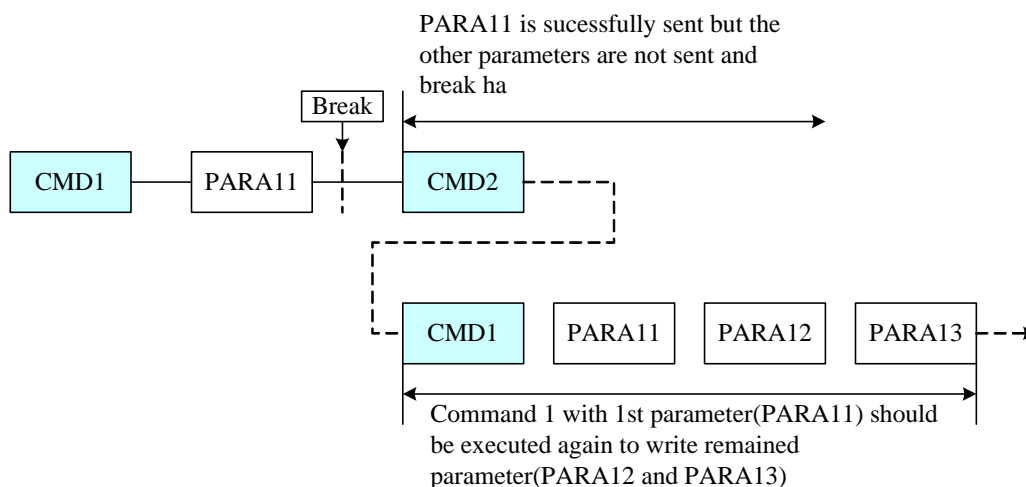 PARA11 is sucessfully sent but the
other parameters are not sent and
break ha
Break
CMD1
PARA11
CMD2
CMD1
PARA11
PARA12
PARA13
Command 1 with 1st parameter(PARA11) should
be executed again to write remained
parameter(PARA12 and PARA13)